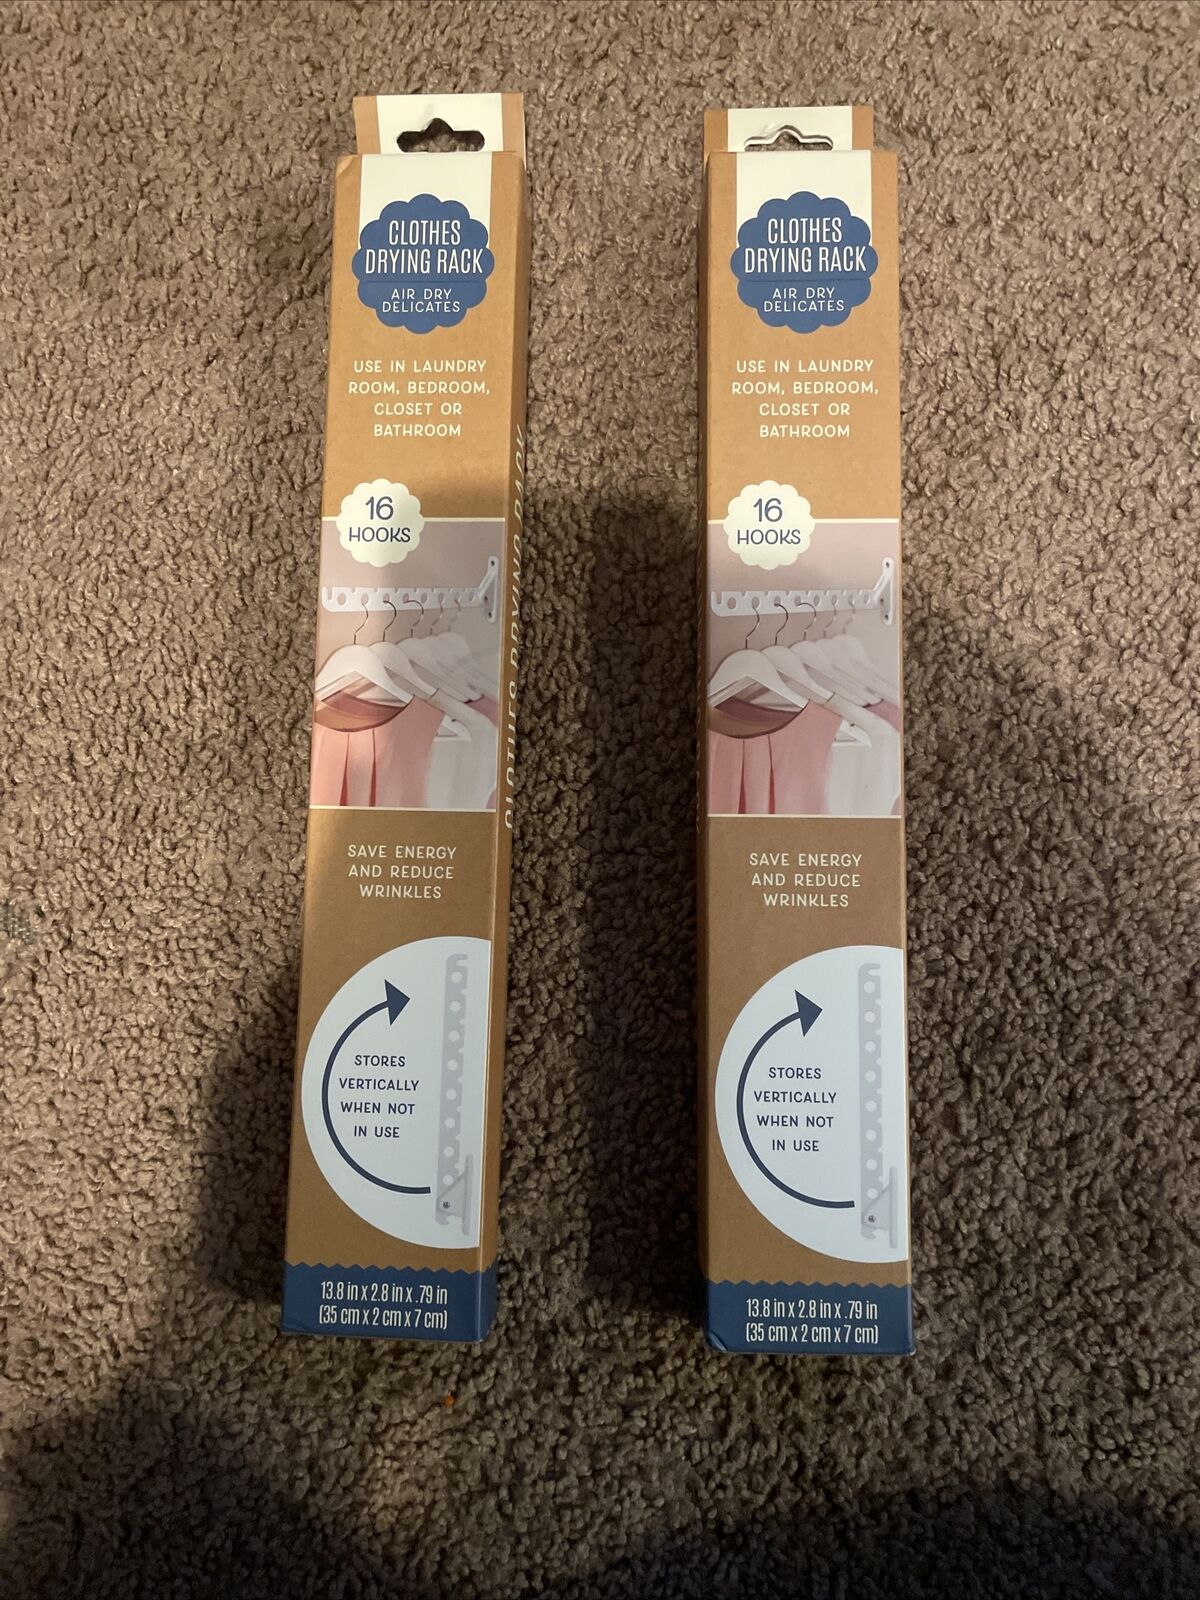 CLOTHES
DRYING RACK
AIR DRY
DELICATES
USE IN LAUNDRY
ROOM, BEDROOM,
CLOSET OR
BATHROOM
16
HOOKS
SAVE ENERGY
AND REDUCE
WRINKLES
STORES
VERTICALLY
WHEN NOT
IN USE
13.8 in x 2.8 in x .79 in
(35 cm x 2 cm x 7 cm)
CLOTHES DRYING RACK
CLOTHES
DRYING RACK
AIR DRY
DELICATES
USE IN LAUNDRY
ROOM, BEDROOM,
CLOSET OR
BATHROOM
16
HOOKS
SAVE ENERGY
AND REDUCE
WRINKLES
STORES
VERTICALLY
WHEN NOT
IN USE
13.8 in x 2.8 in x .79 in
(35 cm x 2 cm x 7 cm)